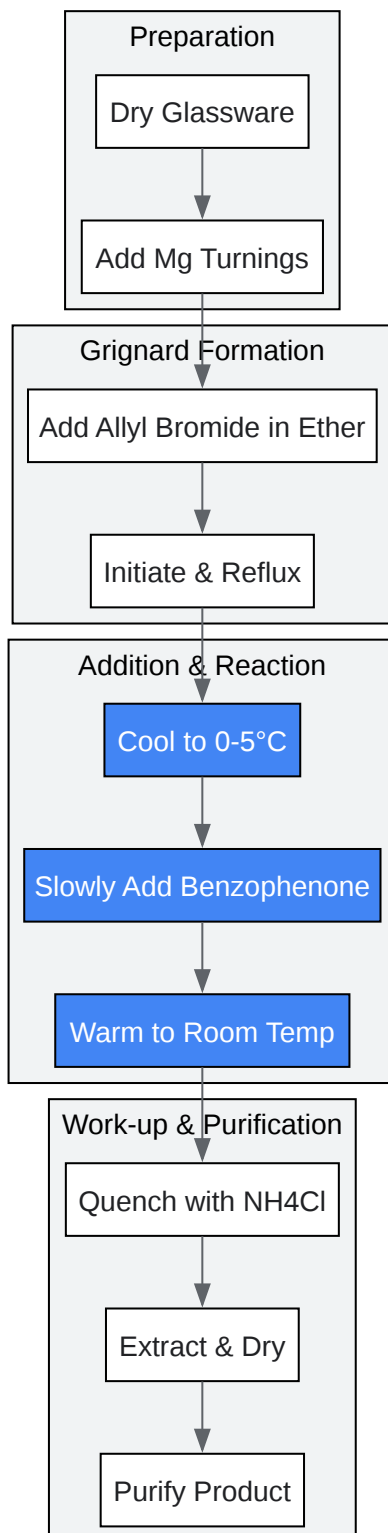 Preparation
Dry Glassware
Add Mg Turnings
Grignard Formation
Add Allyl Bromide in Ether
Initiate & Reflux
Addition & Reaction
Cool to 0-5°C
Slowly Add Benzophenone
Warm to Room Temp
Work-up & Purification
Quench with NH4Cl
Extract & Dry
Purify Product